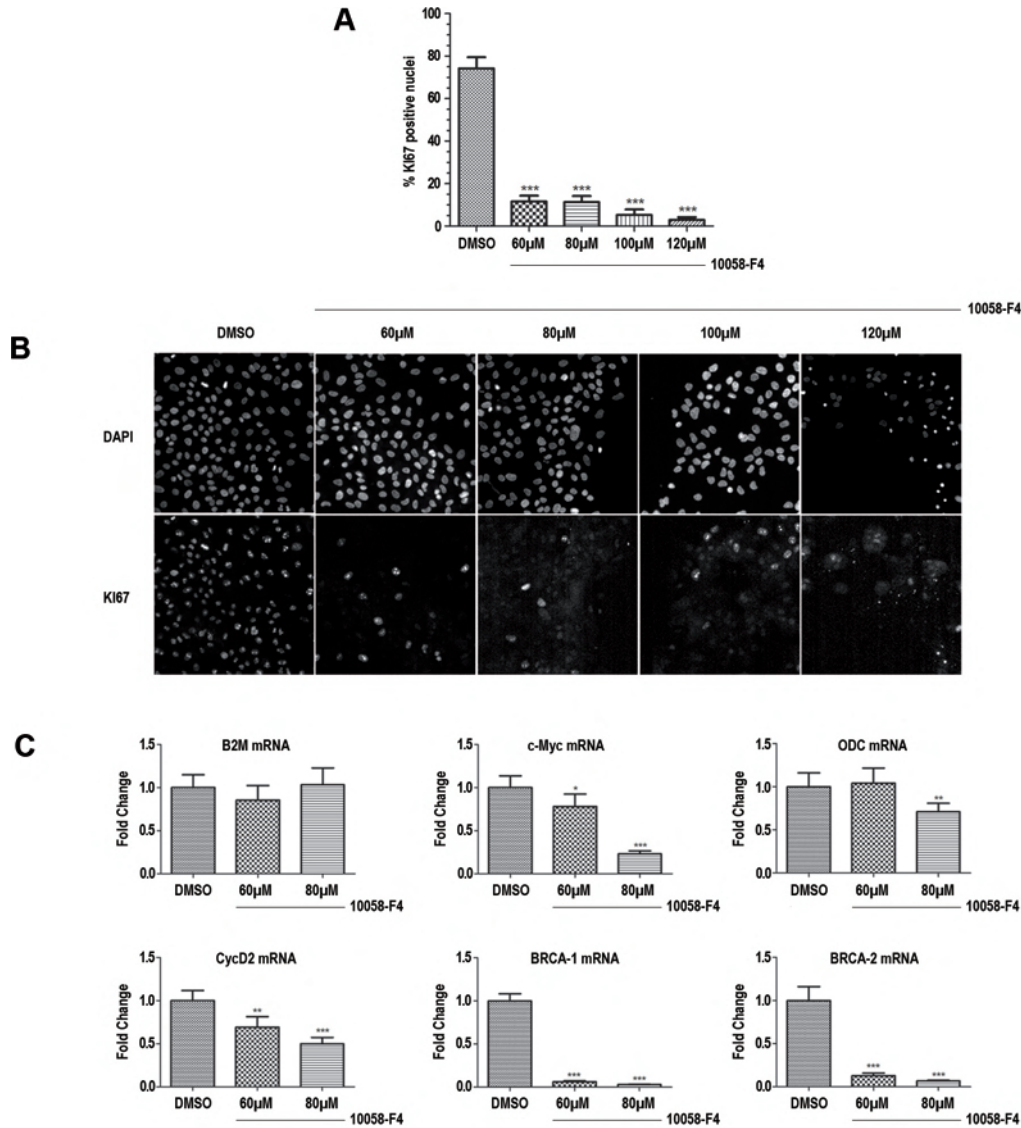 A
100
80
60
40
20
0
% KI67 positive nuclei
***
***
***
***
DMSO 60µM 80µM 100µM 120µM
10058-F4
10058-F4
B
DMSO 60µM 80µM 100µM 120µM
DAPI
KI67
C
B2M mRNA
1.5
1.0
0.5
0.0
Fold Change
DMSO 60µM 80µM
10058-F4
c-Myc mRNA
1.5
1.0
0.5
0.0
Fold Change
*
***
DMSO 60µM 80µM
10058-F4
ODC mRNA
1.5
1.0
0.5
0.0
Fold Change
**
DMSO 60µM 80µM
10058-F4
CycD2 mRNA
1.5
1.0
0.5
0.0
Fold Change
**
***
DMSO 60µM 80µM
10058-F4
BRCA-1 mRNA
1.5
1.0
0.5
0.0
Fold Change
***
***
DMSO 60µM 80µM
10058-F4
BRCA-2 mRNA
1.5
1.0
0.5
0.0
Fold Change
***
***
DMSO 60µM 80µM
10058-F4